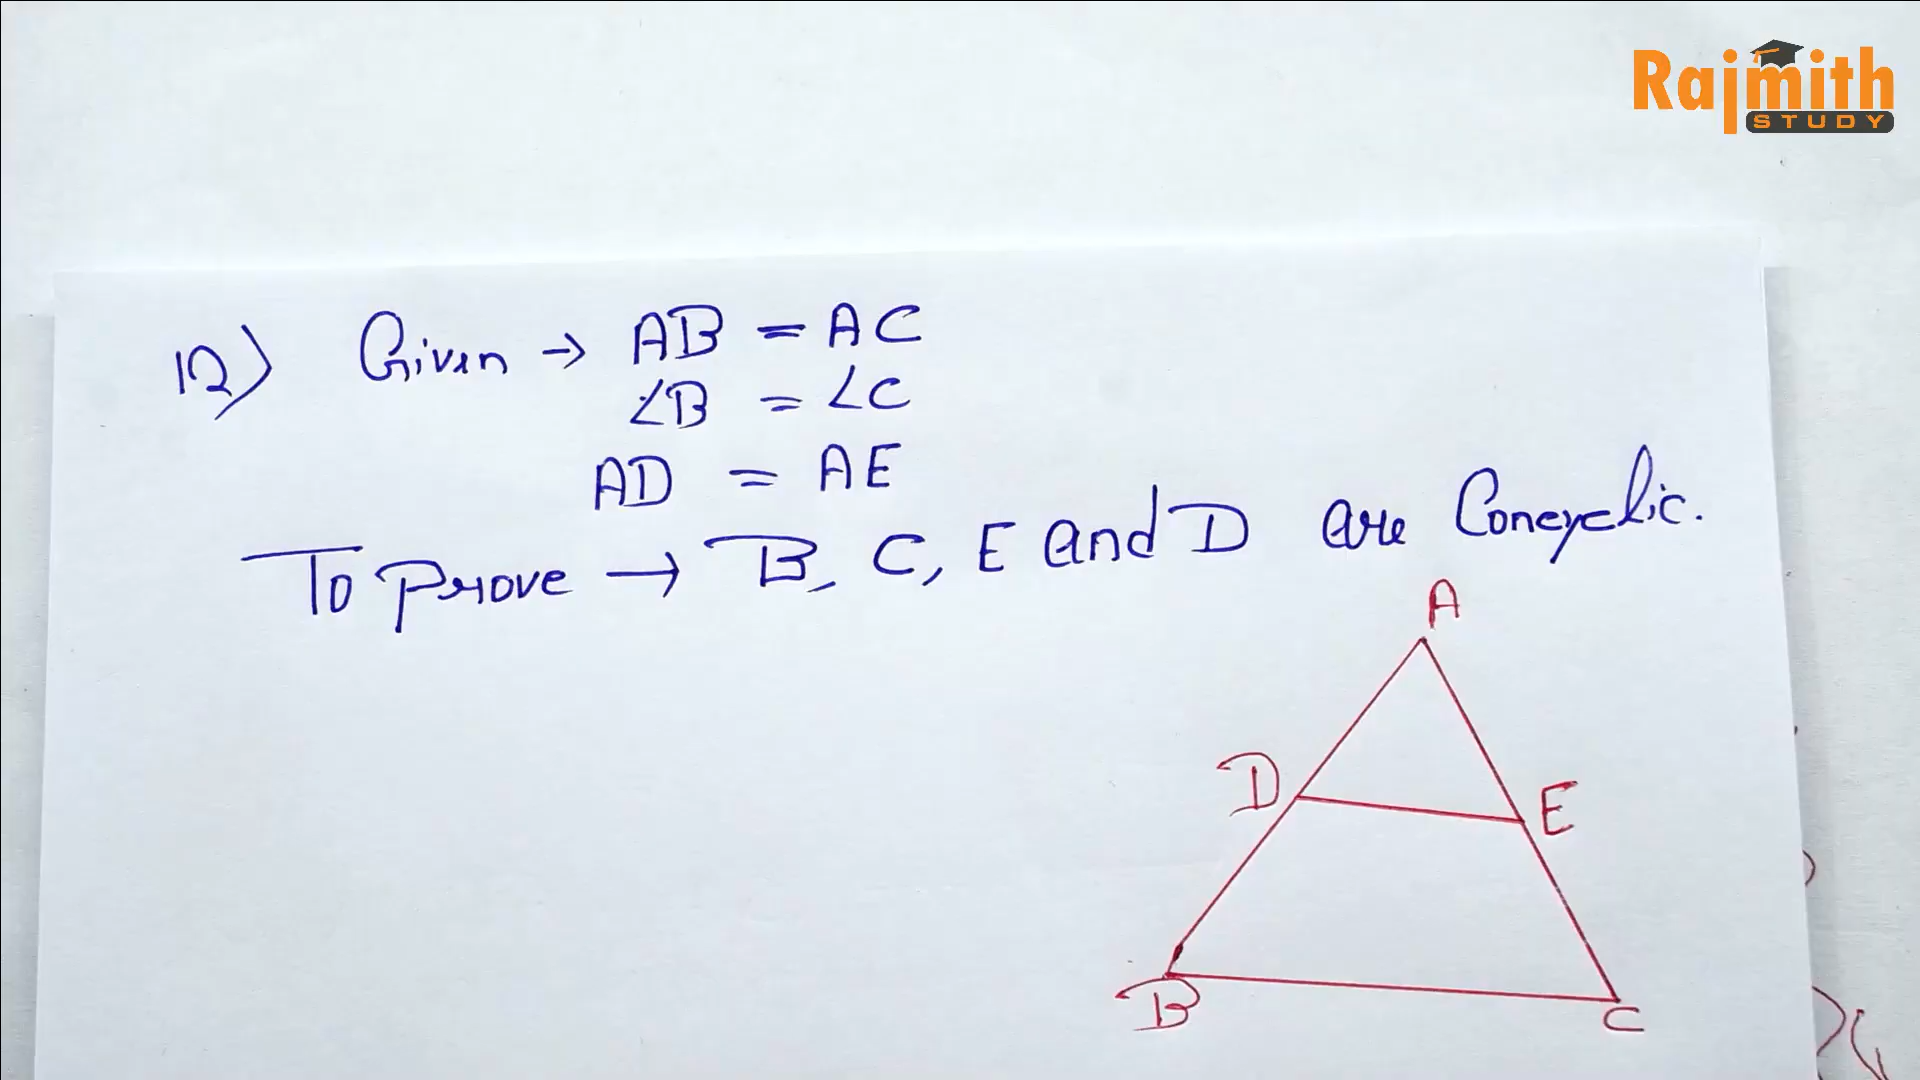 Rajmith
STUDY
12) Given → AB = AC
∠B = ∠C
AD = AE
To Prove → B, C, E and D are Concyclic.
A
D
E
B
C